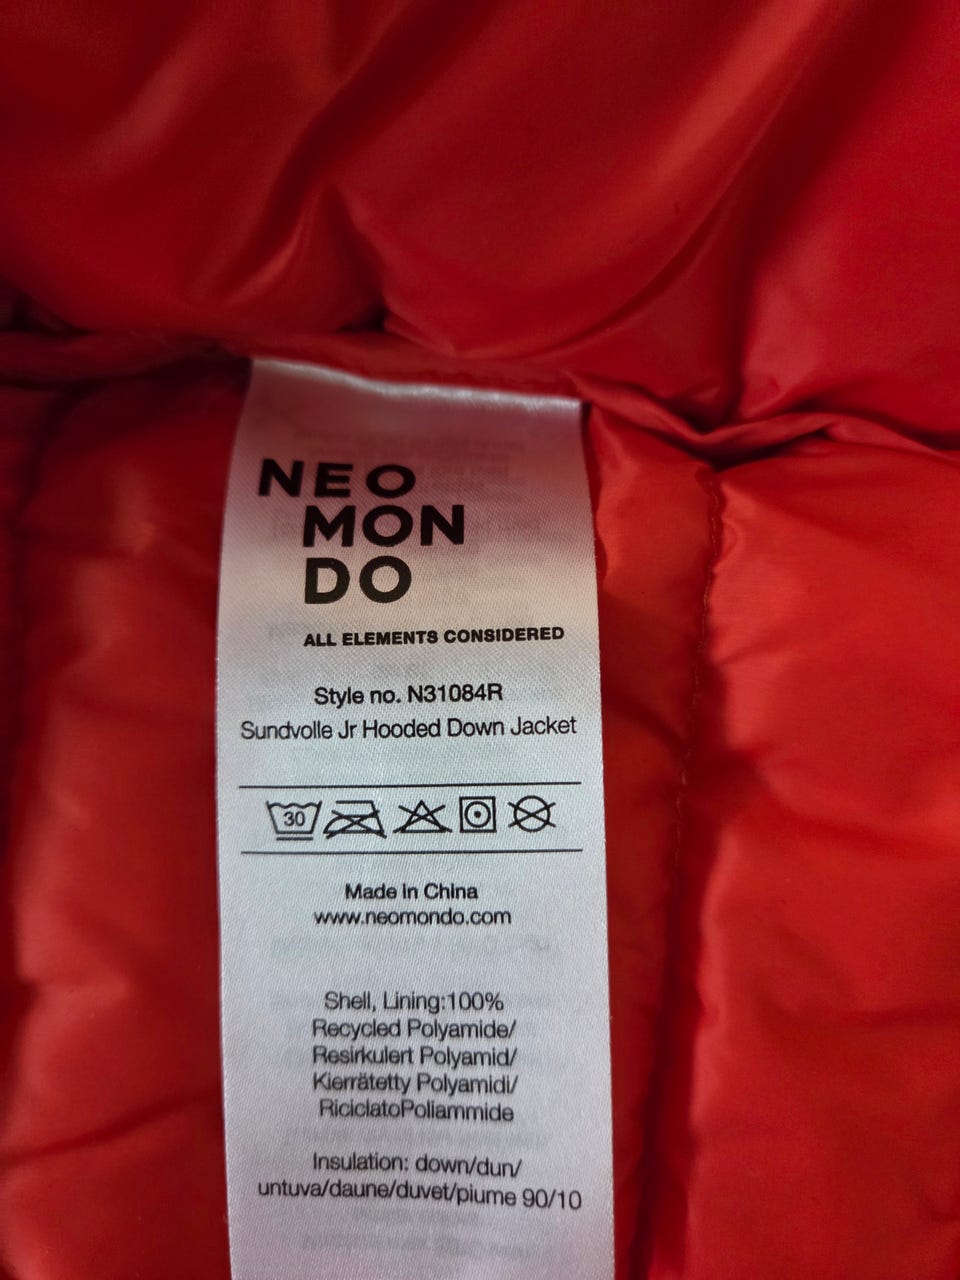 NEO
MON
DO
ALL ELEMENTS CONSIDERED
Style no. N31084R
Sundvolle Jr Hooded Down Jacket
30
Made in China
www.neomondo.com
Shell, Lining:100%
Recycled Polyamide/
Resirkulert Polyamid/
Kierrätetty Polyamidi/
RiciclatoPoliammide
Insulation: down/dun/
untuva/daune/duvet/piume 90/10